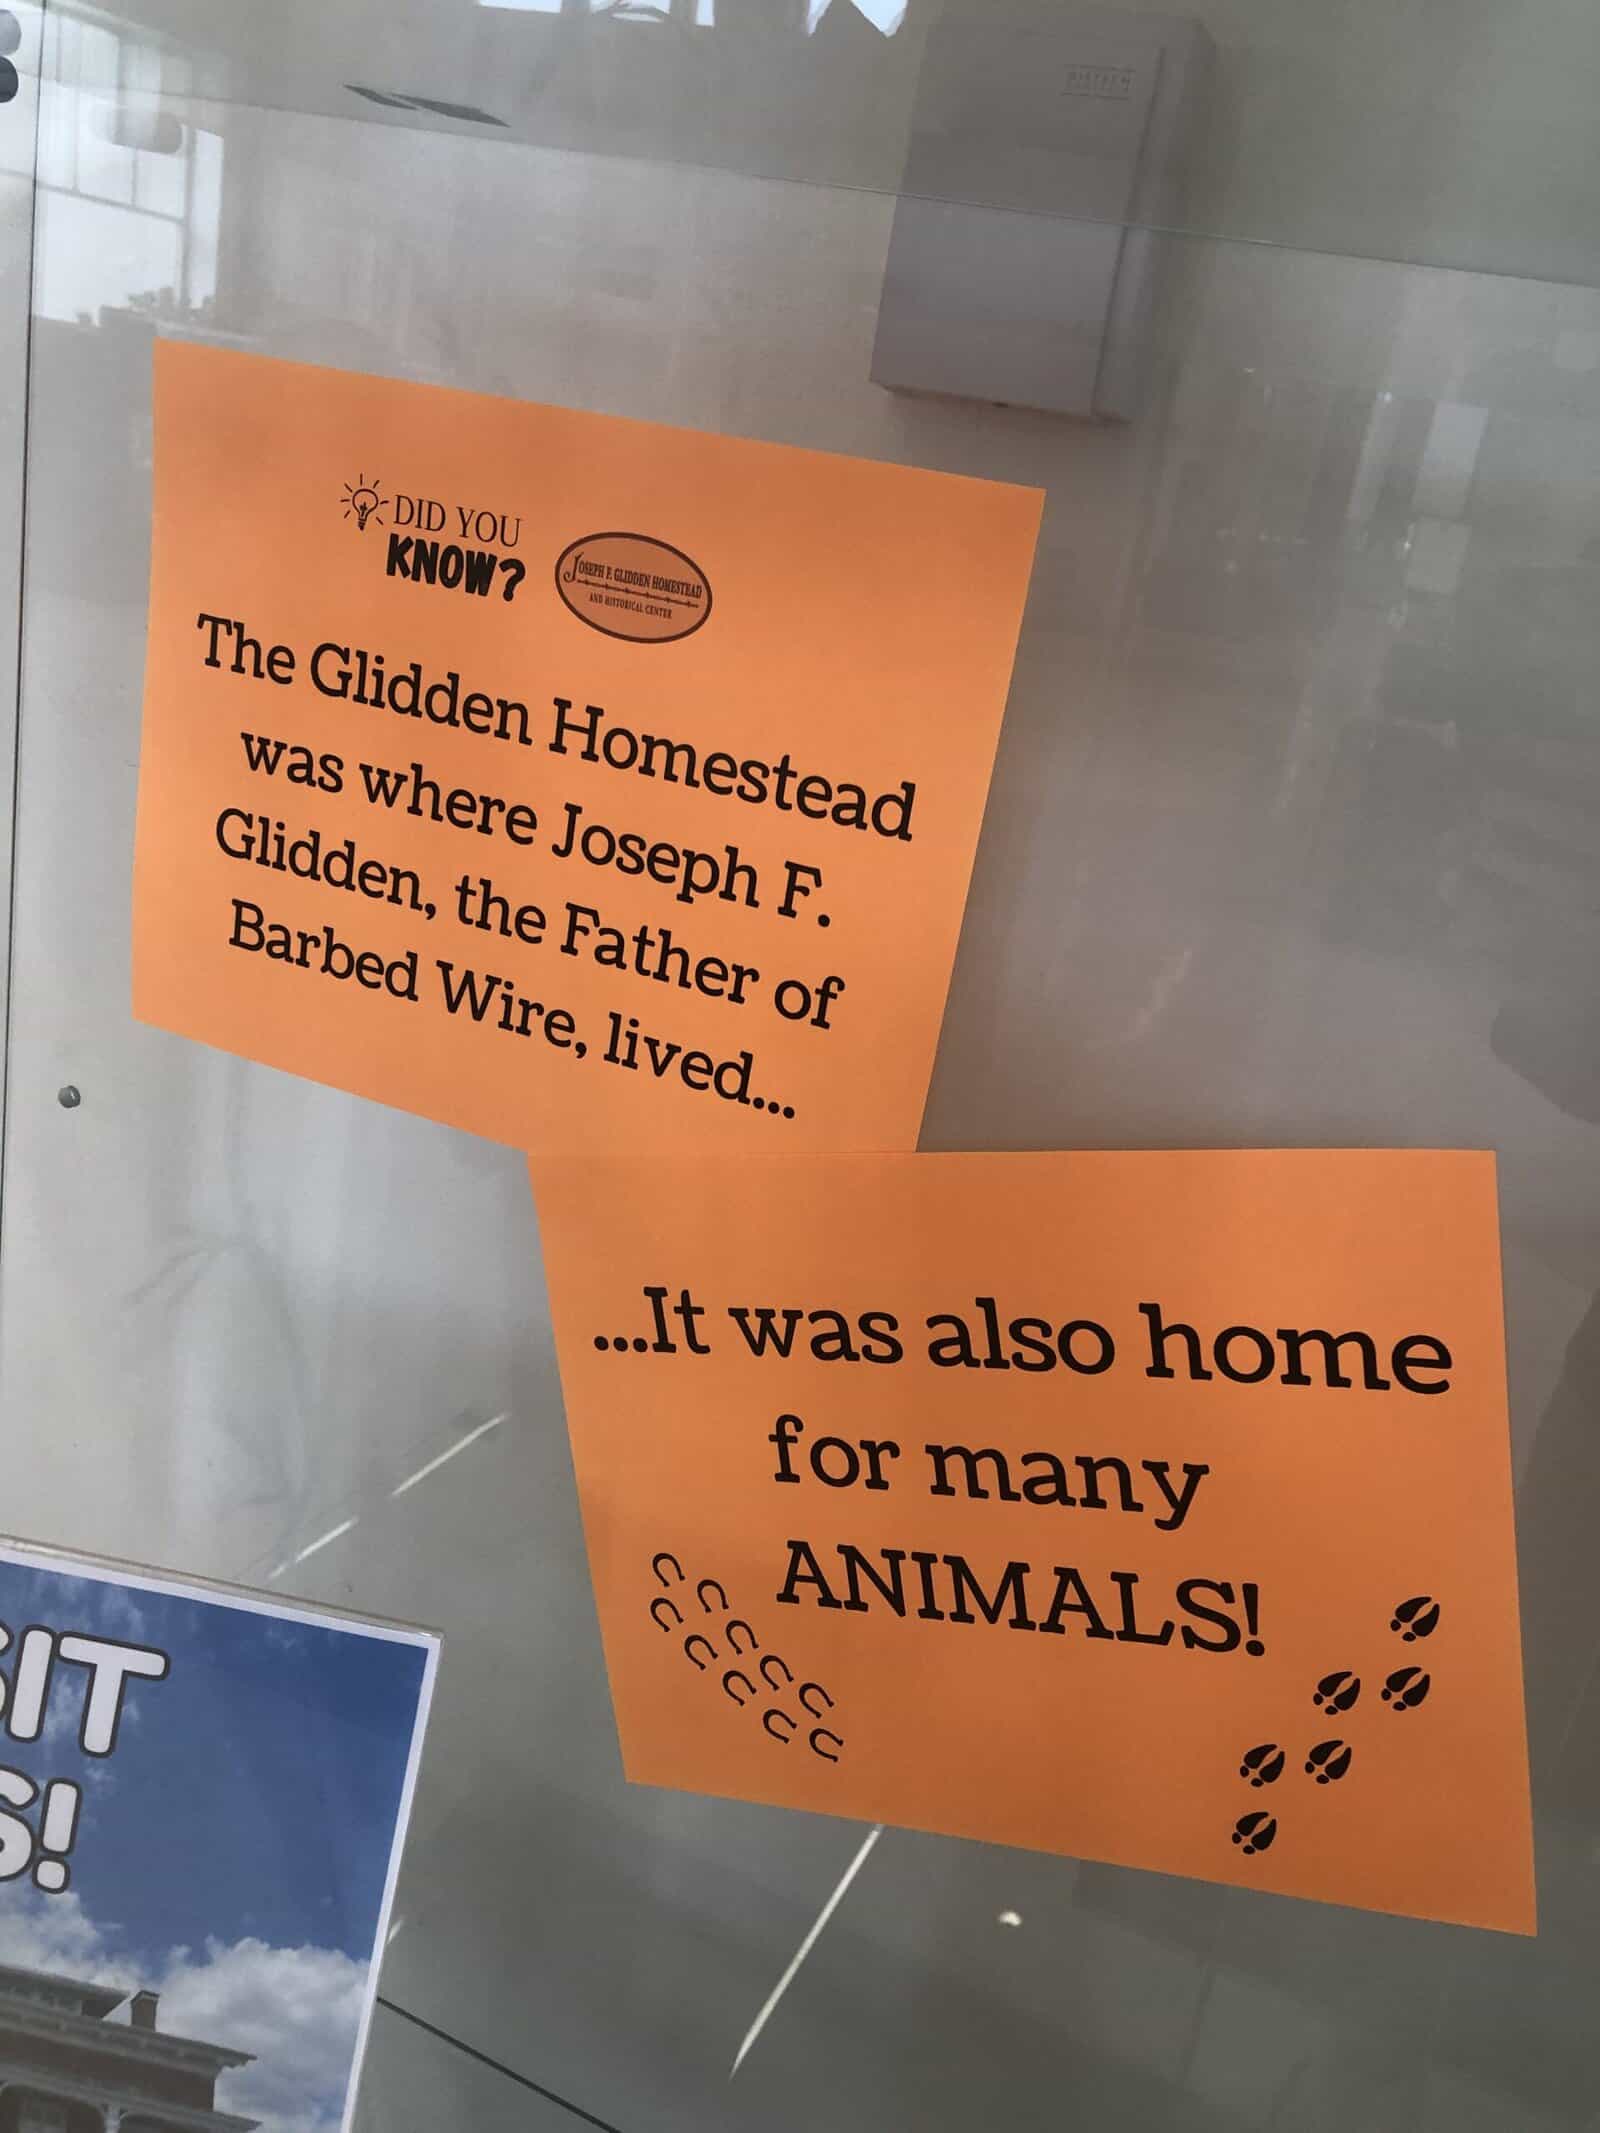 DID YOU
KNOW?
JOSEPH F. GLIDDEN HOMESTEAD
AND HISTORICAL CENTER
The Glidden Homestead
was where Joseph F.
Glidden, the Father of
Barbed Wire, lived...
...It was also home
for many
ANIMALS!
SIT
S!